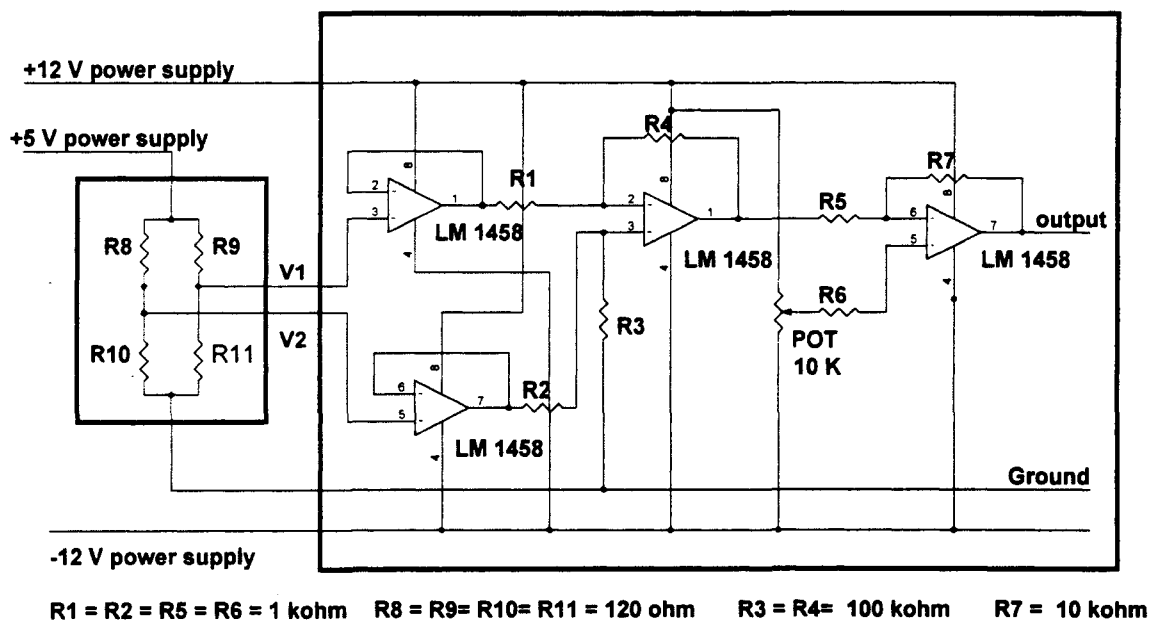 +12 V power supply
+5 V power supply
R4
R7
8
8
8
2
1
R1
2
1
R5
6
7
output
3
3
5
R8
R9
LM 1458
LM 1458
LM 1458
4
4
4
V1
R6
V2
R3
POT
10 K
R10
R11
8
6
7
R2
5
LM 1458
4
Ground
-12 V power supply
R1 = R2 = R5 = R6 = 1 kohm R8 = R9= R10= R11 = 120 ohm R3 = R4= 100 kohm R7 = 10 kohm